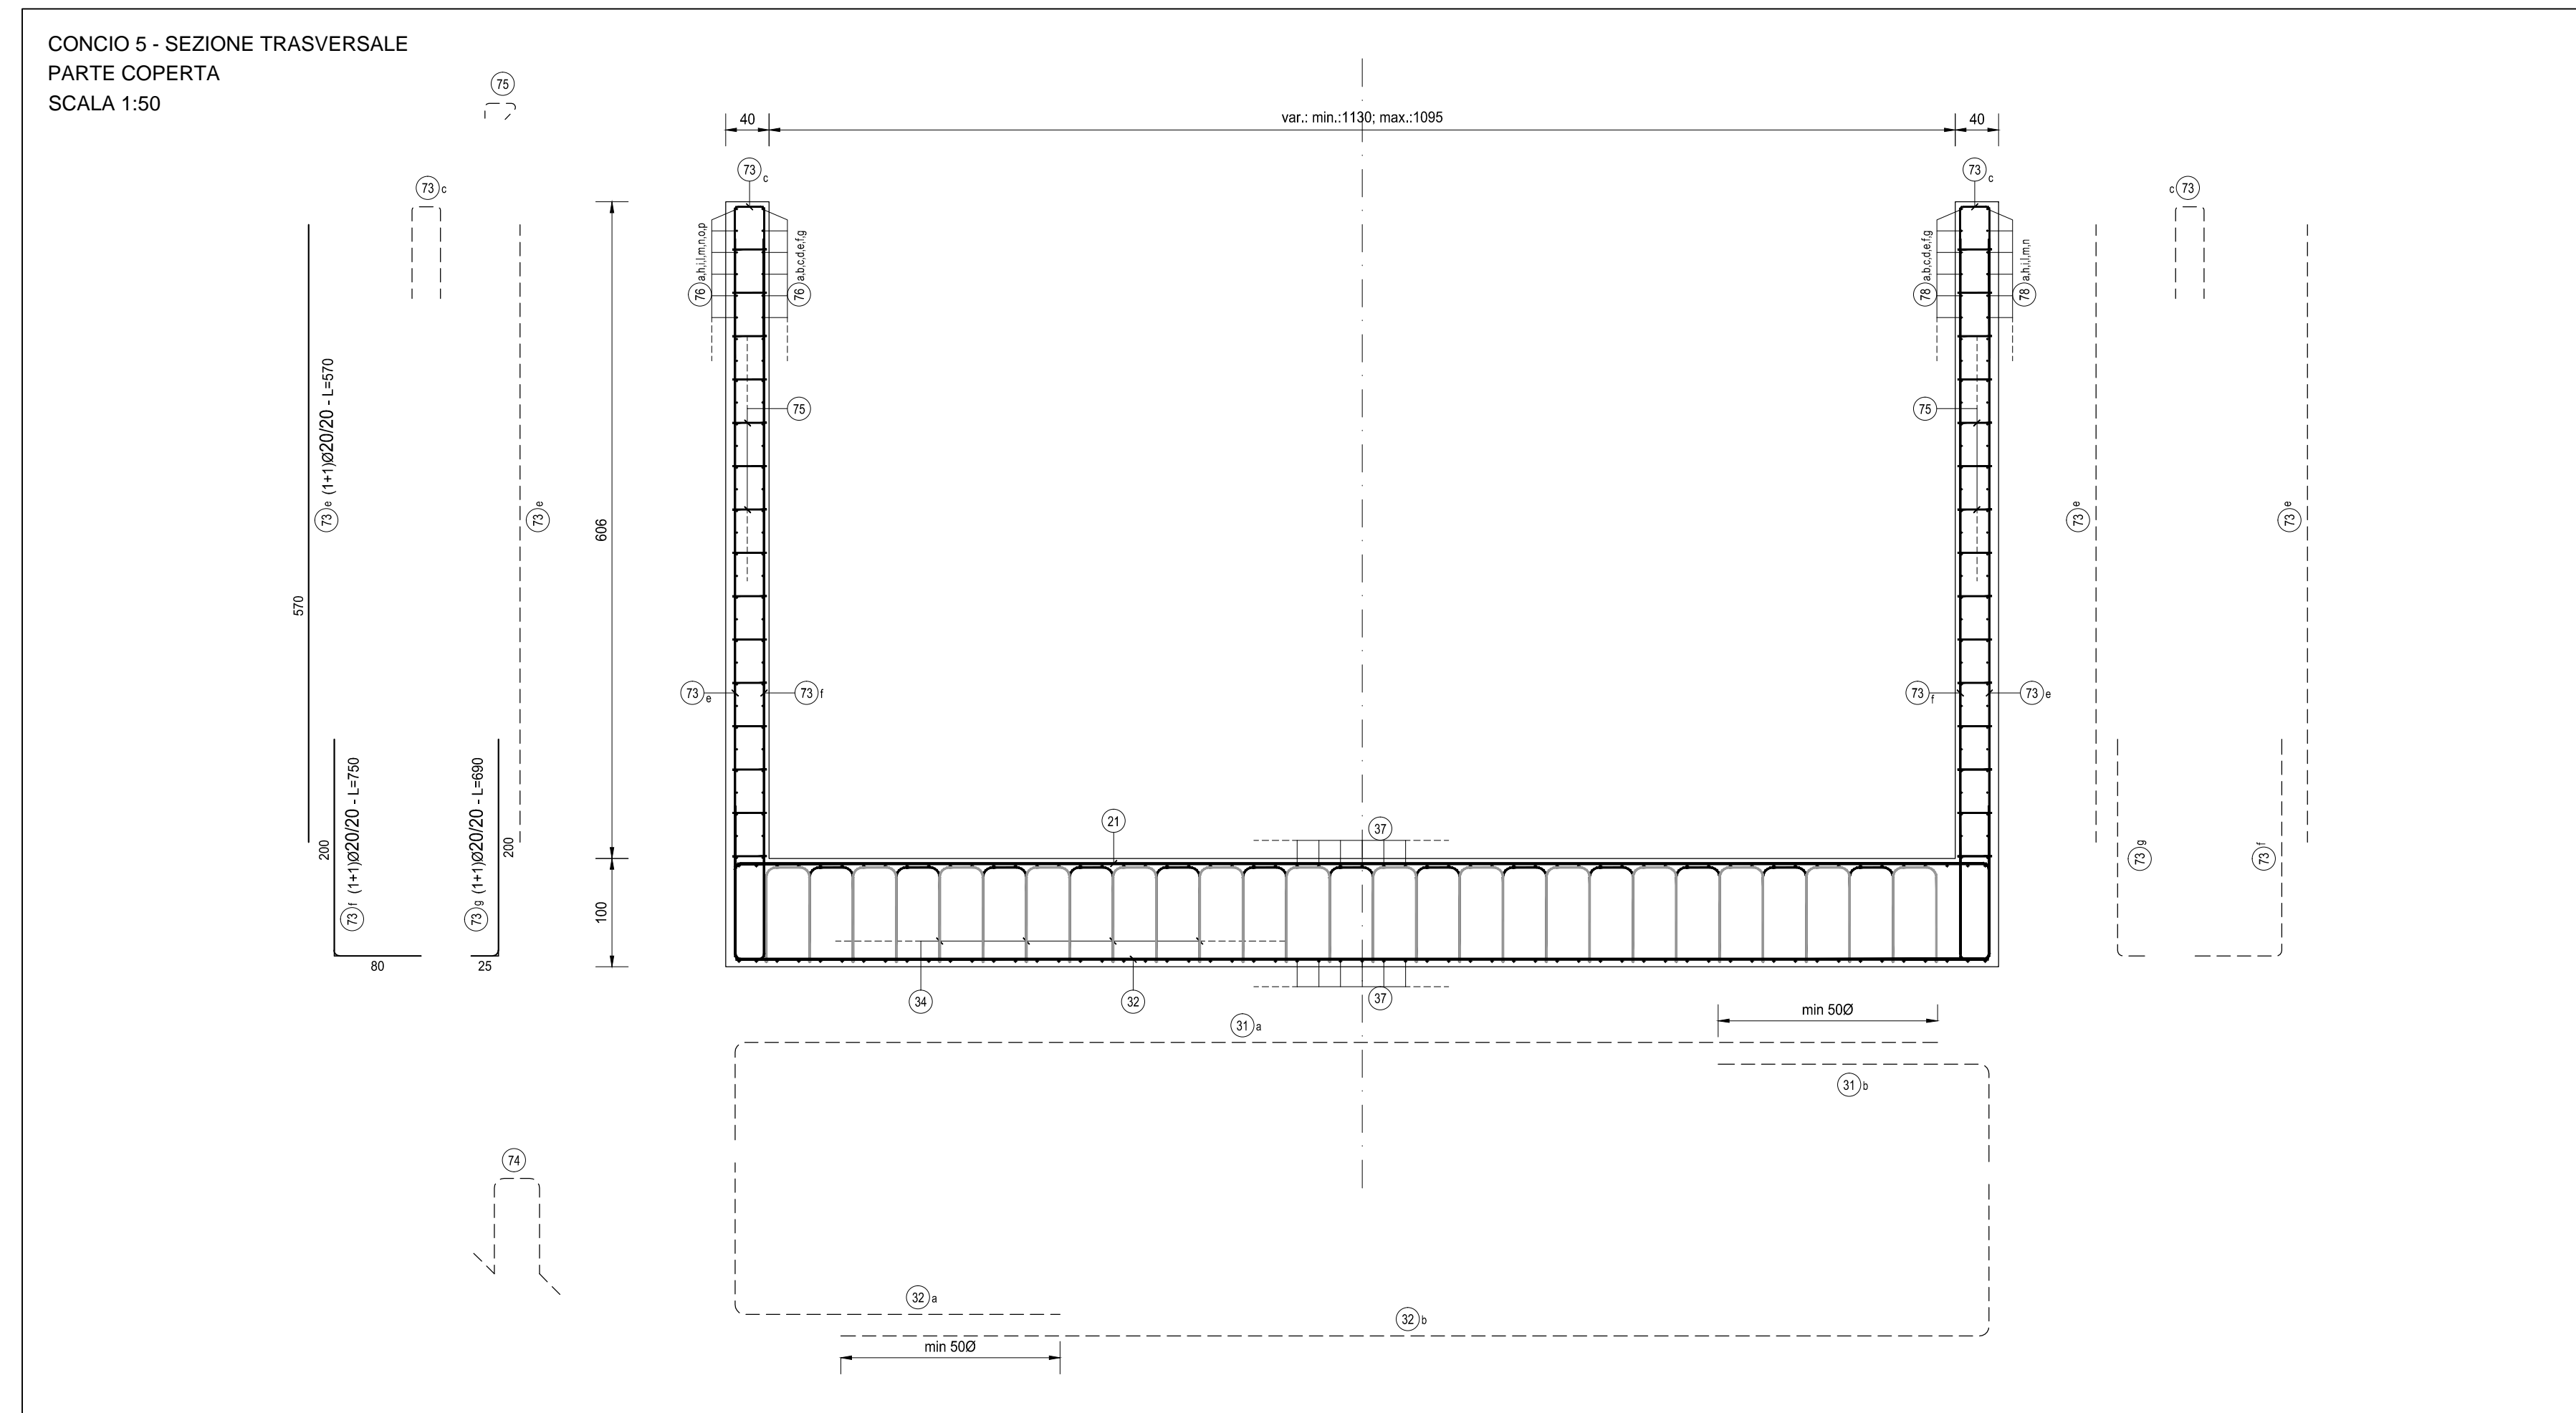 CONCIO 5 - SEZIONE TRASVERSALE
PARTE COPERTA
SCALA 1:50
75
40
var.: min.:1130; max.:1095
40
73 c
73 c
73 c
c 73
76 a,h,i,l,m,n,o,p
76 a,b,c,d,e,f,g
78 a,b,c,d,e,f,g
78 a,h,i,l,m,n
75
75
73 e (1+1)Ø20/20 - L=570
570
73 e
606
73 e
73 e
73 e
73 f
73 f
73 e
73 f (1+1)Ø20/20 - L=750
200
80
73 g (1+1)Ø20/20 - L=690
200
25
21
37
73 g
73 f
100
34
32
37
min 50Ø
31 a
31 b
74
32 a
32 b
min 50Ø